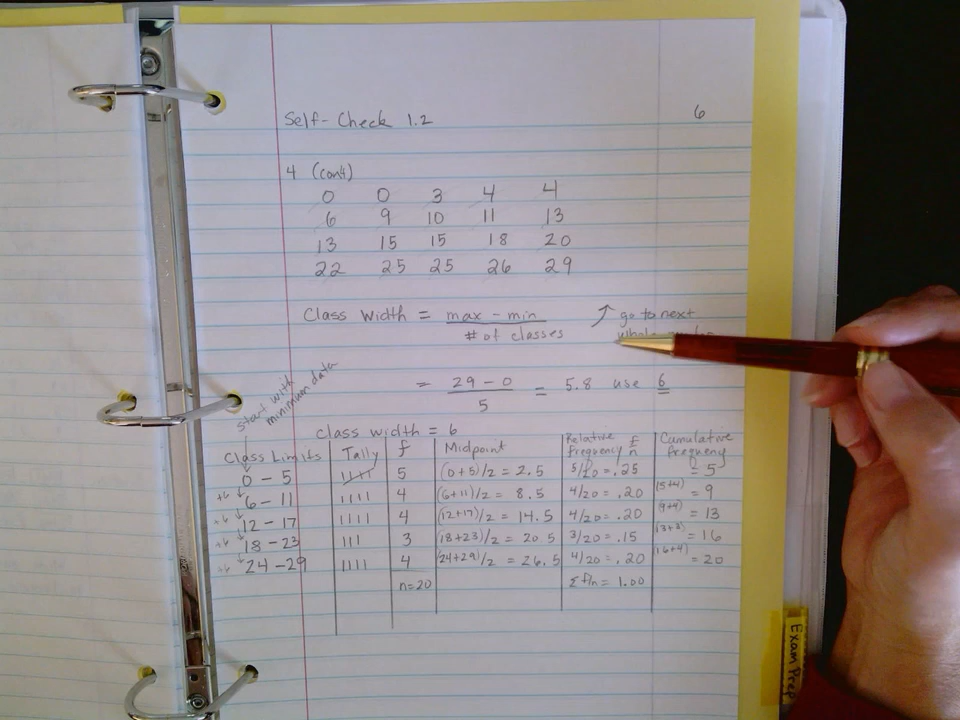 Self-Check 1.2 6
4 (con't)
0 0 3 4 4
6 9 10 11 13
13 15 15 18 20
22 25 25 26 29
Class Width = max - min
# of classes
↗ go to next
= 29 - 0 = 5.8 use 6
5
start with
minimum data
class width = 6
Class Limits Tally f Midpoint Relative frequency f/n Cumulative frequency
0 - 5 |||| 5 (0+5)/2 = 2.5 5/20 = .25 = 5
+6 6 - 11 |||| 4 (6+11)/2 = 8.5 4/20 = .20 (5+4) = 9
+6 12 - 17 |||| 4 (12+17)/2 = 14.5 4/20 = .20 (9+4) = 13
+6 18 - 23 ||| 3 (18+23)/2 = 20.5 3/20 = .15 (13+3) = 16
+6 24 - 29 |||| 4 (24+29)/2 = 26.5 4/20 = .20 (16+4) = 20
n=20 Σf/n = 1.00
Exam Prep